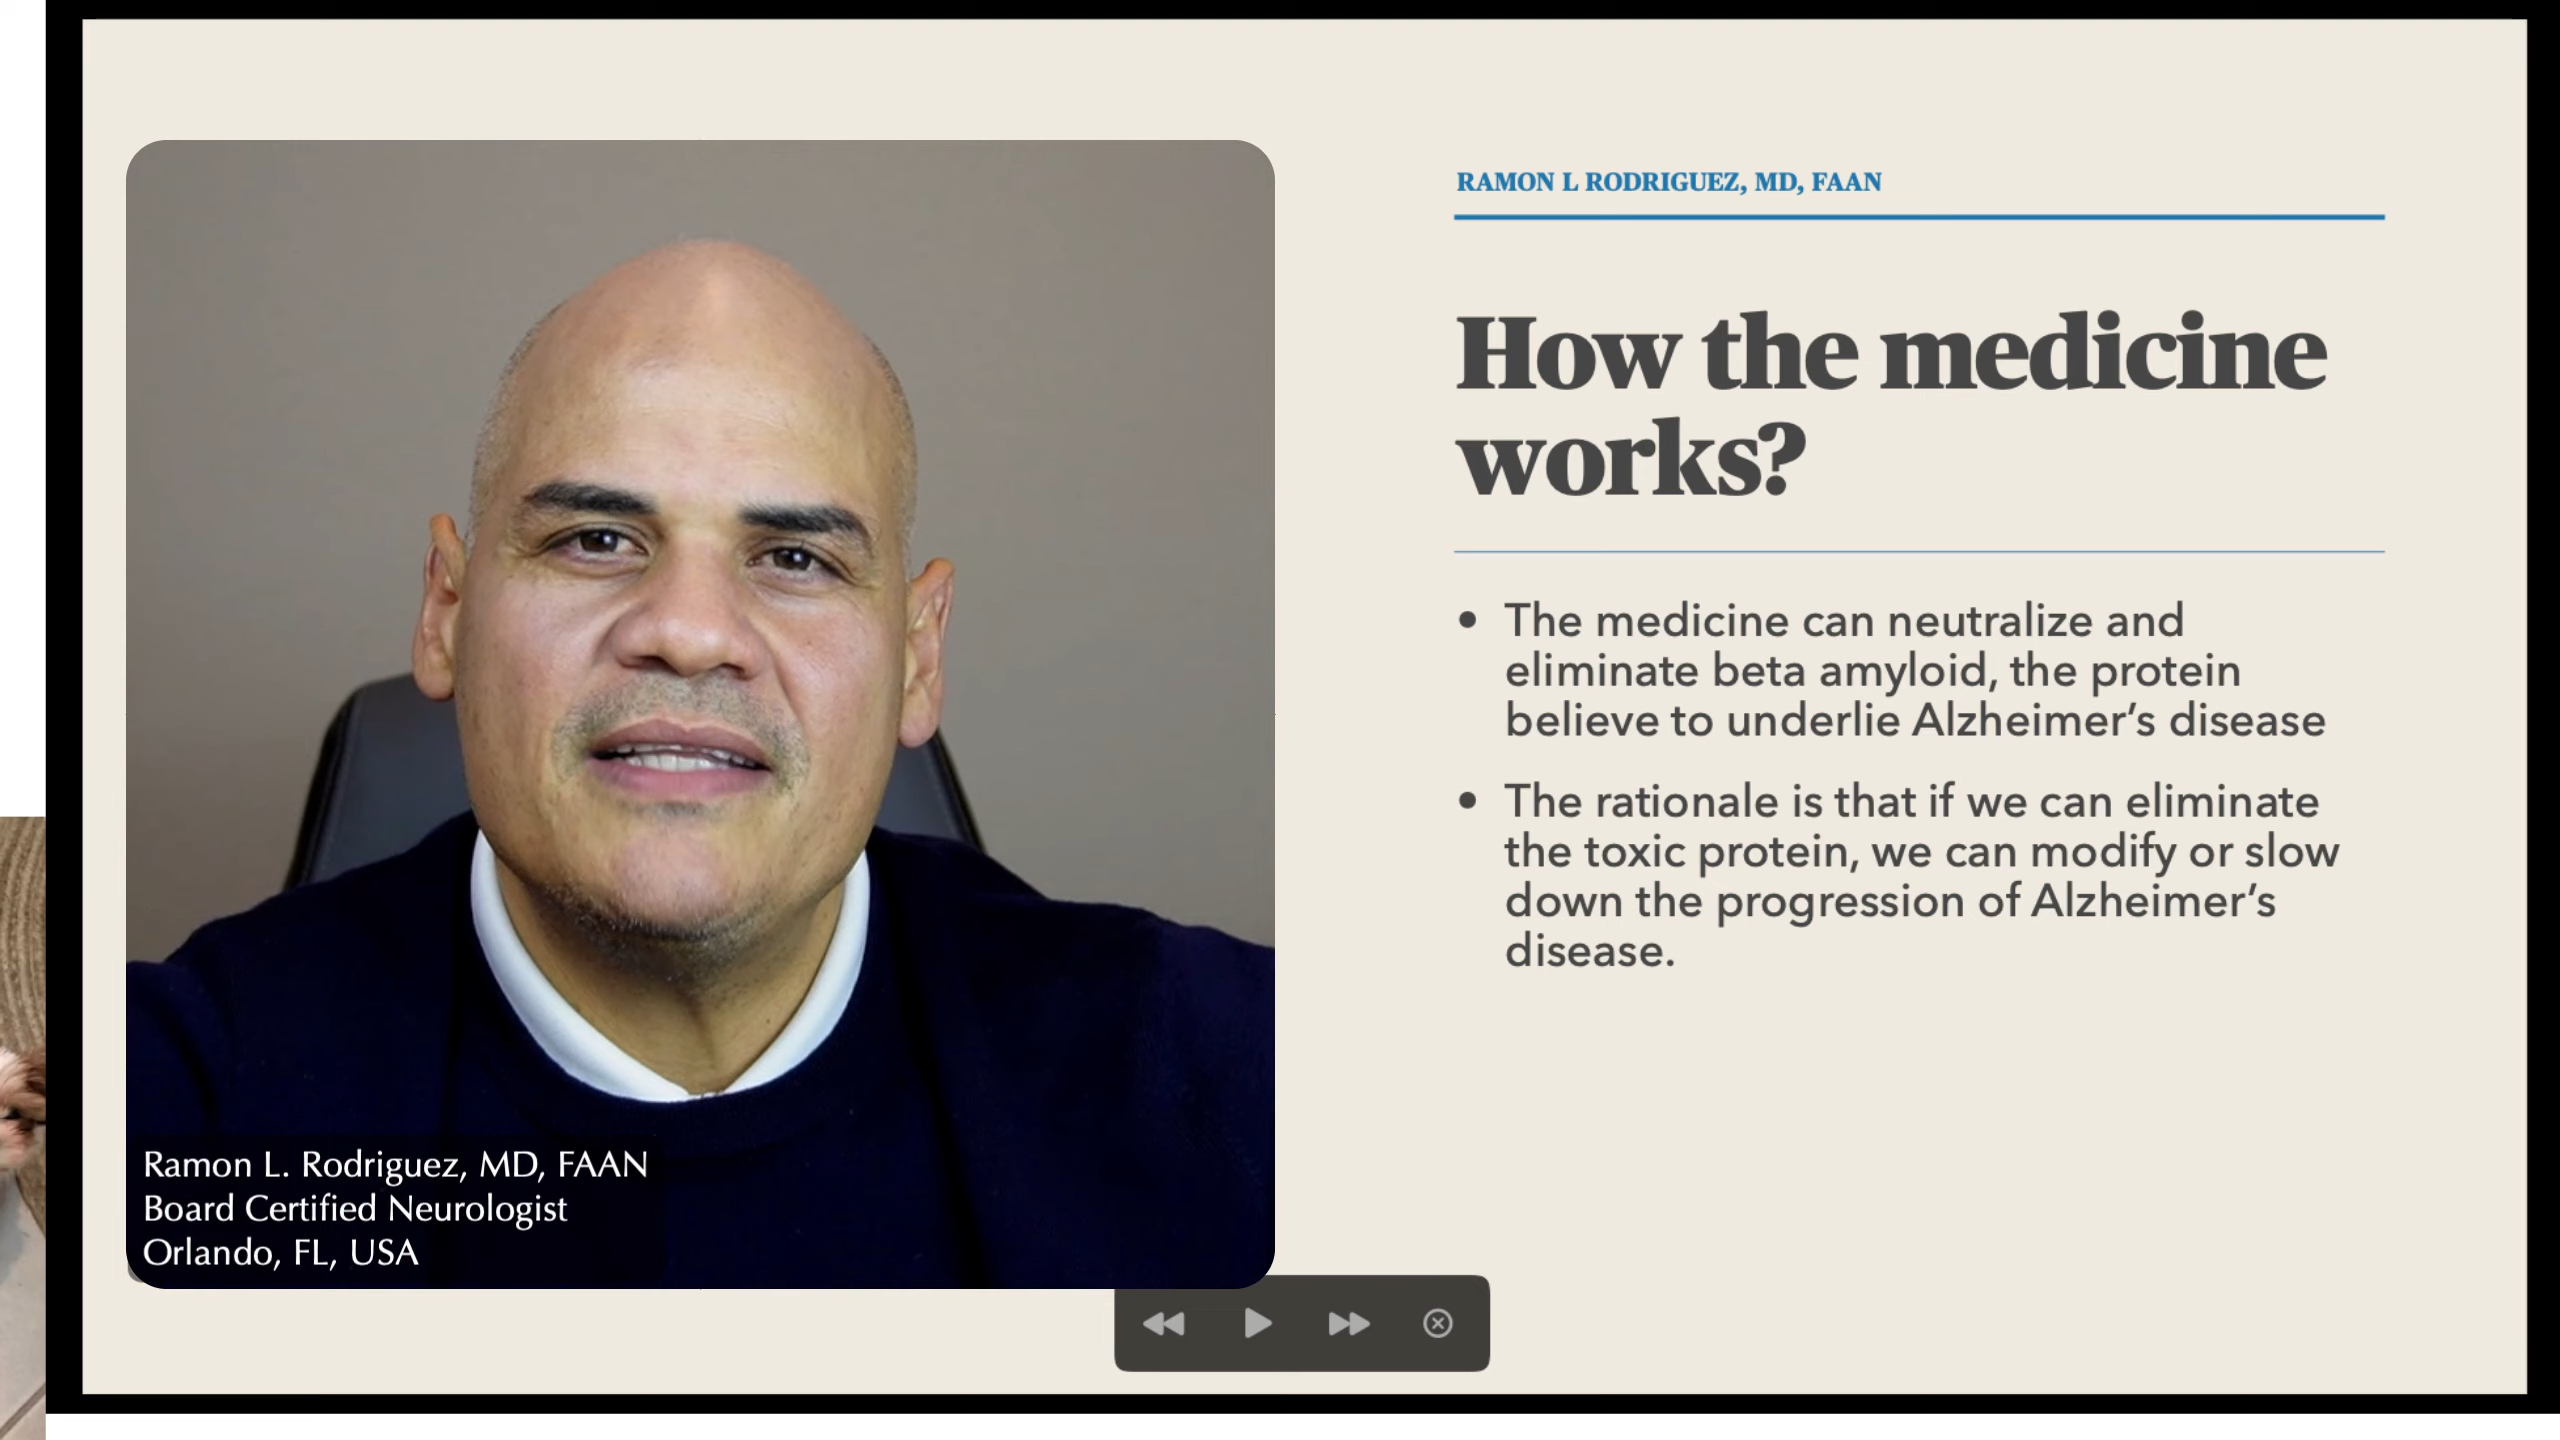 RAMON L RODRIGUEZ, MD, FAAN
How the medicine
works?
• The medicine can neutralize and
eliminate beta amyloid, the protein
believe to underlie Alzheimer’s disease
• The rationale is that if we can eliminate
the toxic protein, we can modify or slow
down the progression of Alzheimer’s
disease.
Ramon L. Rodriguez, MD, FAAN
Board Certified Neurologist
Orlando, FL, USA